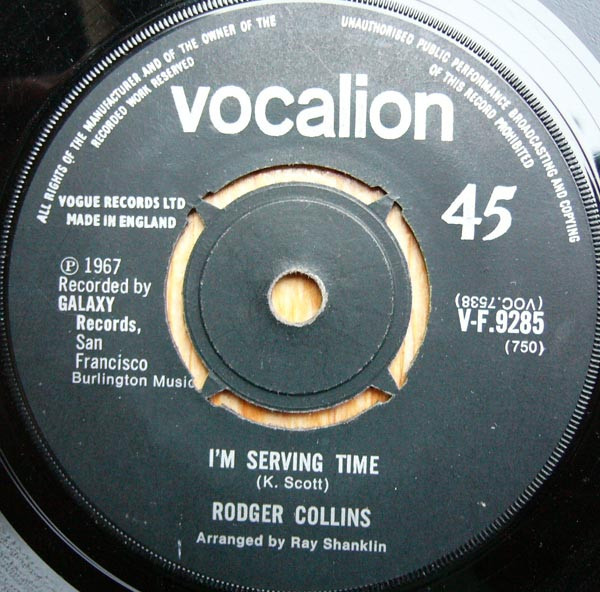 ALL RIGHTS OF THE MANUFACTURER AND OF THE OWNER OF THE
RECORDED WORK RESERVED
UNAUTHORISED PUBLIC PERFORMANCE BROADCASTING AND COPYING
OF THIS RECORD PROHIBITED
vocalion
VOGUE RECORDS LTD
MADE IN ENGLAND
45
℗ 1967
Recorded by
GALAXY
Records,
San
Francisco
Burlington Music
(VOC.7538)
V-F.9285
(750)
I'M SERVING TIME
(K. Scott)
RODGER COLLINS
Arranged by Ray Shanklin